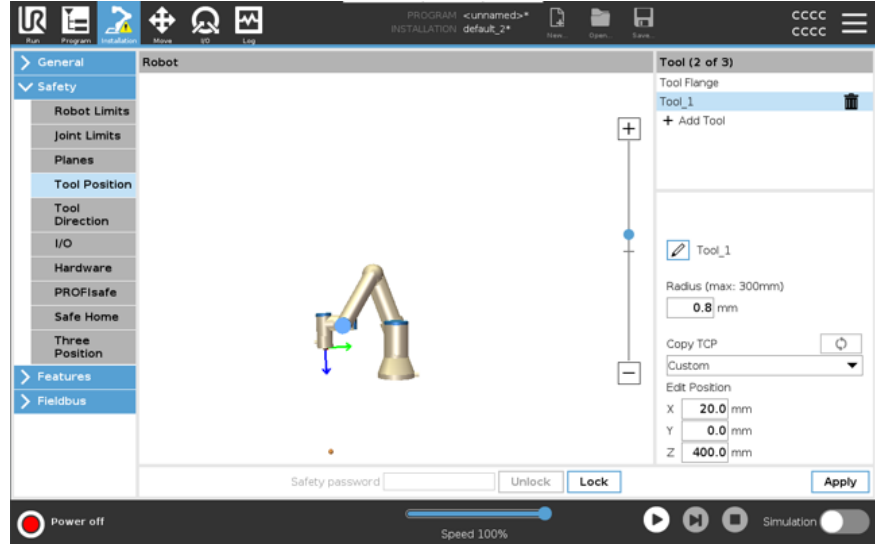 PROGRAM <unnamed>*
INSTALLATION default_2*
Run
Program
Installation
Move
I/O
Log
New...
Open...
Save...
cccc
cccc
General
Safety
Robot Limits
Joint Limits
Planes
Tool Position
Tool
Direction
I/O
Hardware
PROFIsafe
Safe Home
Three
Position
Features
Fieldbus
Robot
Tool (2 of 3)
Tool Flange
Tool_1
+ Add Tool
Tool_1
Radius (max: 300mm)
0.8 mm
Copy TCP
Custom
Edit Position
X 20.0 mm
Y 0.0 mm
Z 400.0 mm
Safety password
Unlock
Lock
Apply
Power off
Speed 100%
Simulation